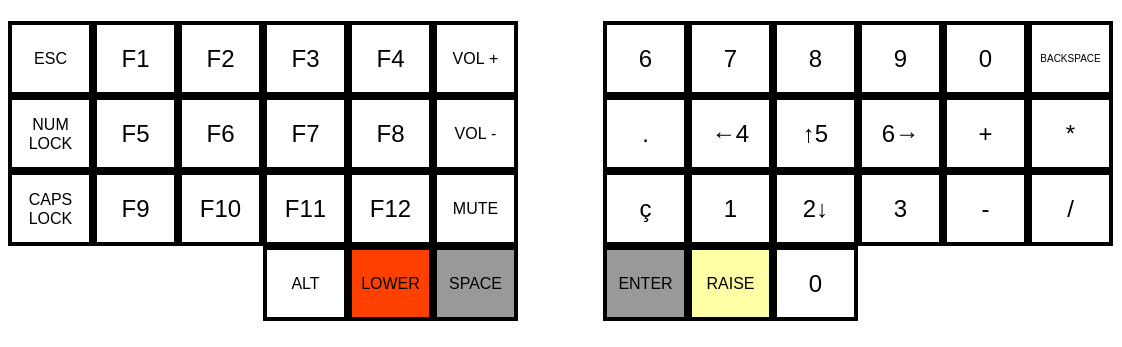 ESC F1 F2 F3 F4 VOL + 6 7 8 9 0 BACKSPACE
NUM LOCK F5 F6 F7 F8 VOL - . ←4 ↑5 6→ + *
CAPS LOCK F9 F10 F11 F12 MUTE ç 1 2↓ 3 - /
ALT LOWER SPACE ENTER RAISE 0